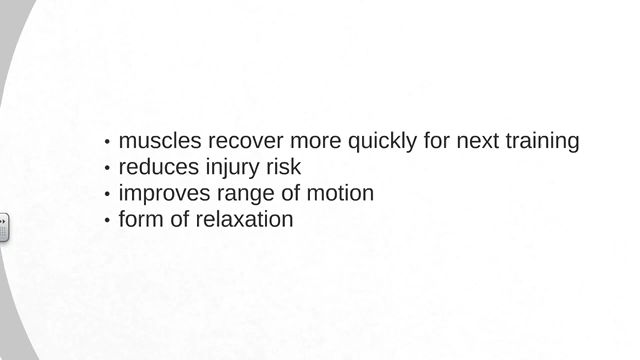 • muscles recover more quickly for next training
• reduces injury risk
• improves range of motion
• form of relaxation